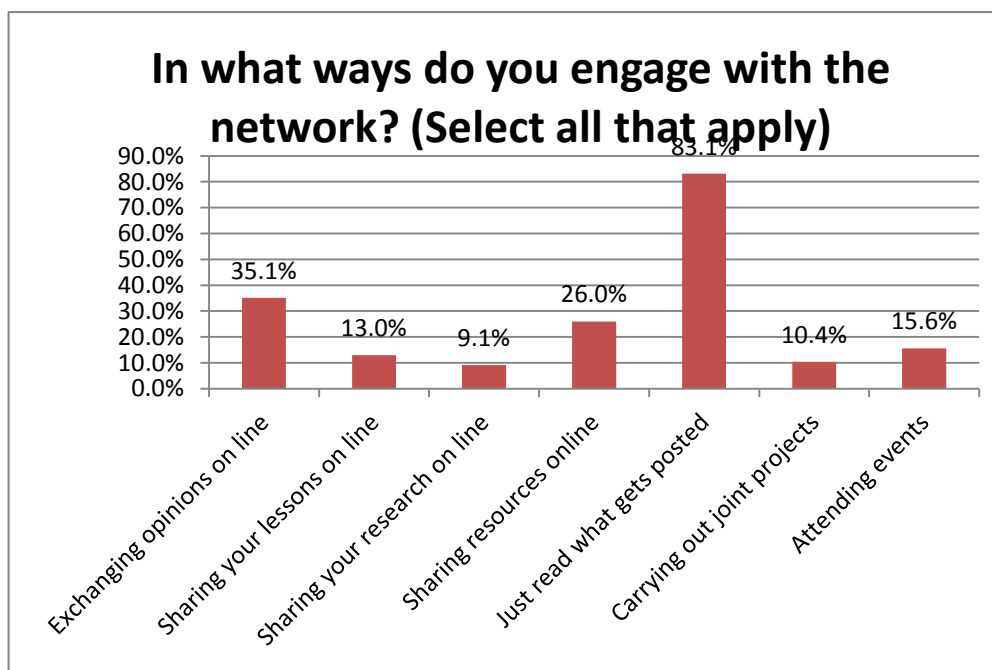 In what ways do you engage with the
network? (Select all that apply)
90.0%
80.0%
70.0%
60.0%
50.0%
40.0%
30.0%
20.0%
10.0%
0.0%
35.1%
13.0%
9.1%
26.0%
83.1%
10.4%
15.6%
Exchanging opinions on line
Sharing your lessons on line
Sharing your research on line
Sharing resources online
Just read what gets posted
Carrying out joint projects
Attending events